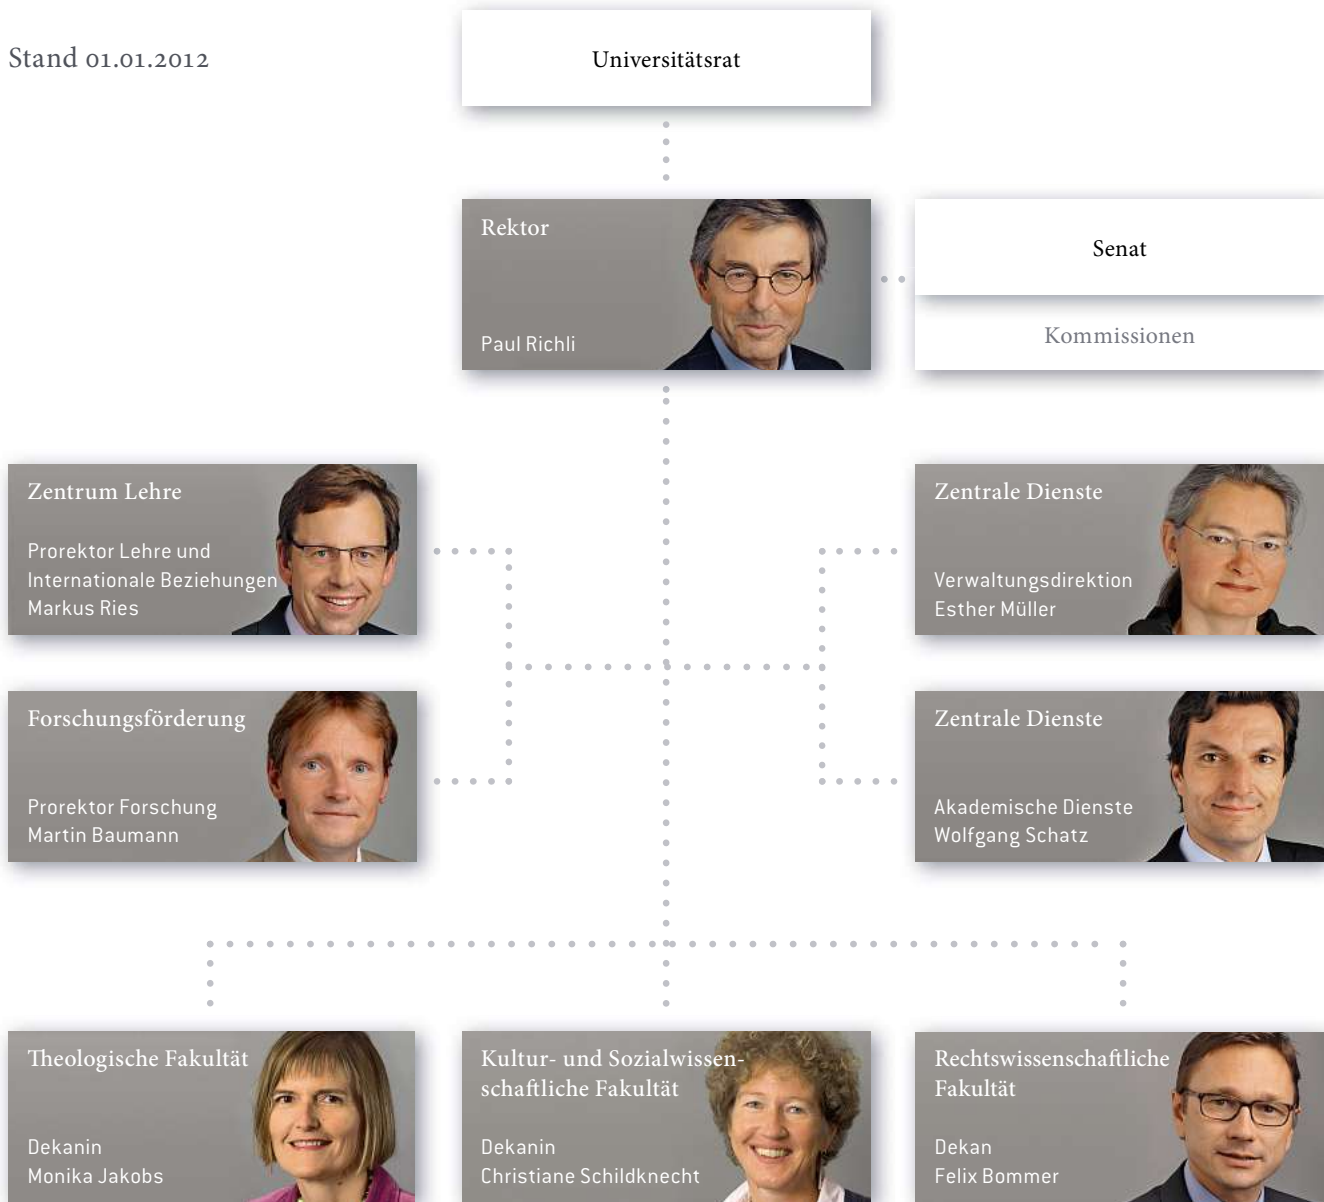 Stand 01.01.2012
Universitätsrat
Rektor
Paul Richli
Senat
Kommissionen
Zentrum Lehre
Prorektor Lehre und
Internationale Beziehungen
Markus Ries
Zentrale Dienste
Verwaltungsdirektion
Esther Müller
Forschungsförderung
Prorektor Forschung
Martin Baumann
Zentrale Dienste
Akademische Dienste
Wolfgang Schatz
Theologische Fakultät
Dekanin
Monika Jakobs
Kultur- und Sozialwissen-
schaftliche Fakultät
Dekanin
Christiane Schildknecht
Rechtswissenschaftliche
Fakultät
Dekan
Felix Bommer